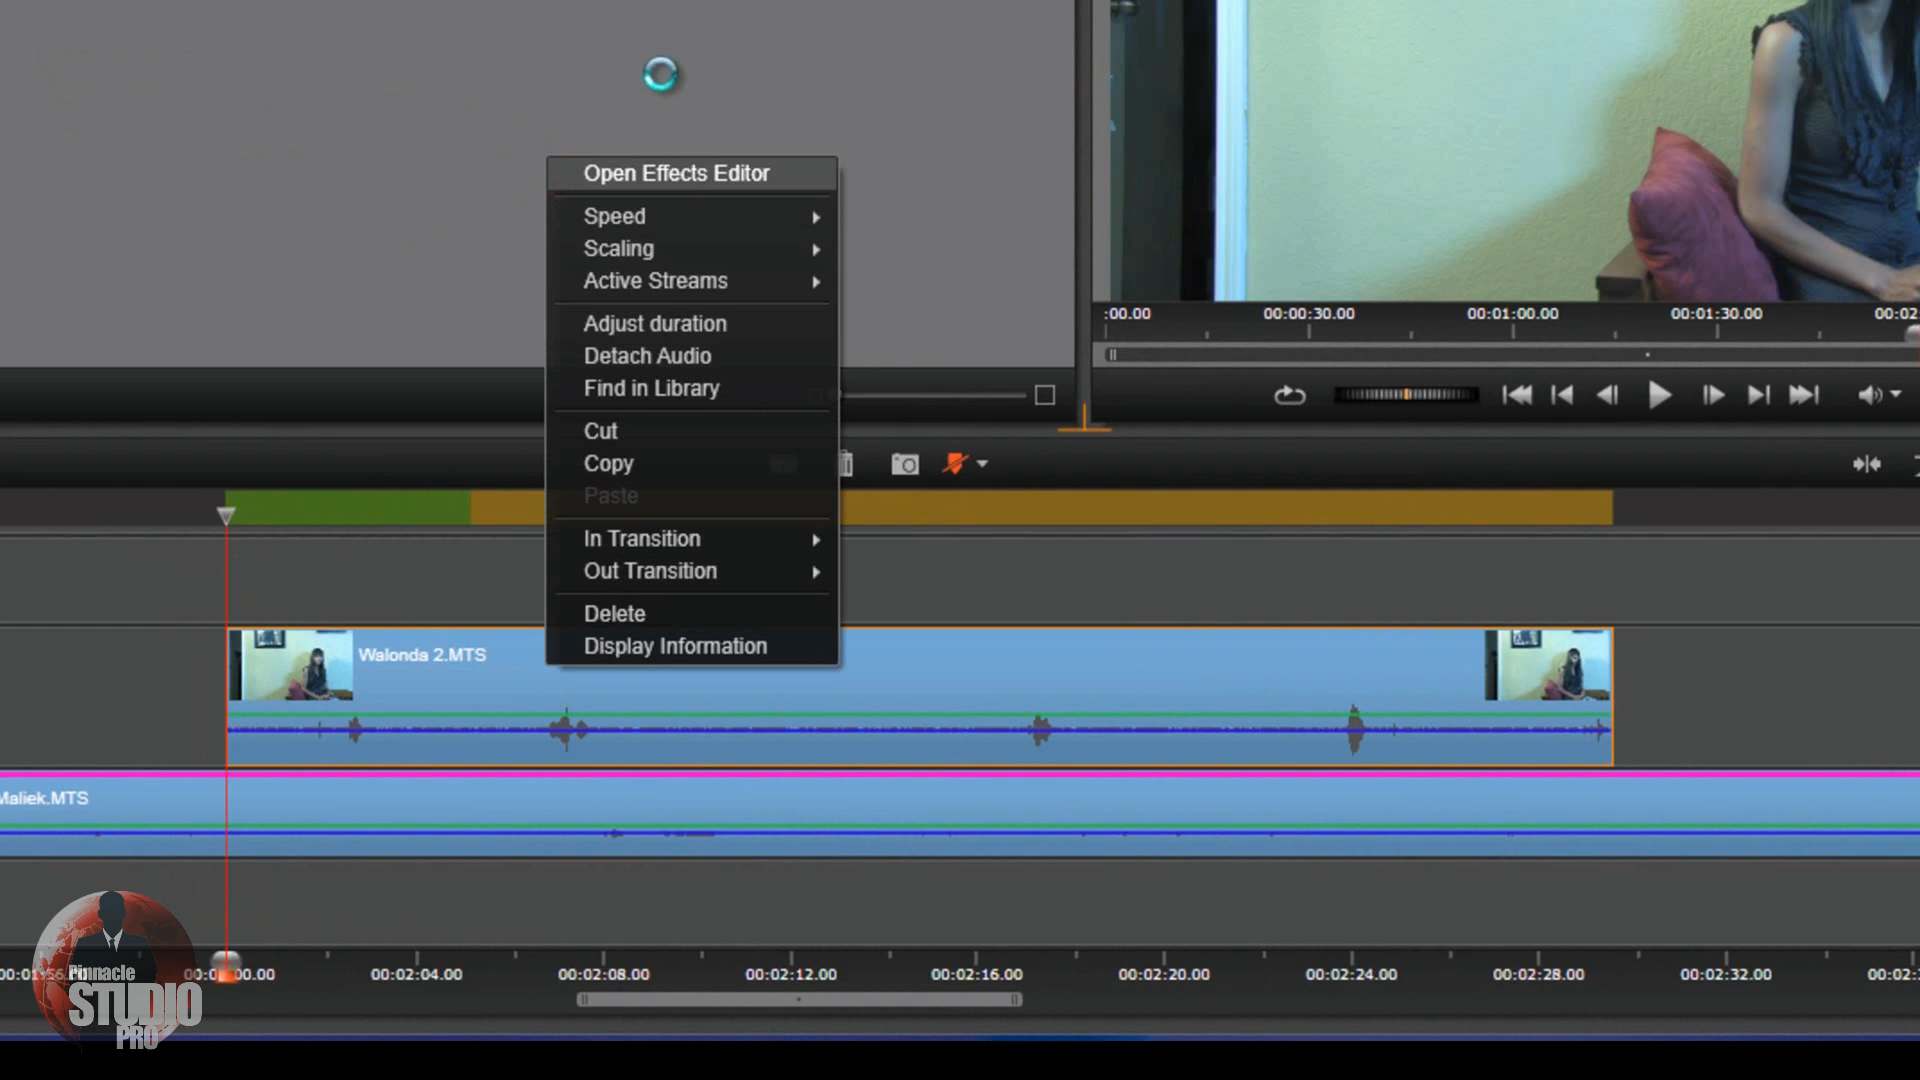 Open Effects Editor
Speed
Scaling
Active Streams
Adjust duration
Detach Audio
Find in Library
Cut
Copy
Paste
In Transition
Out Transition
Delete
Display Information
:00.00 00:00:30.00 00:01:00.00 00:01:30.00 00:02
Walonda 2.MTS
Maliek.MTS
00:02:04.00 00:02:08.00 00:02:12.00 00:02:16.00 00:02:20.00 00:02:24.00 00:02:28.00 00:02:32.00 00:02:
Pinnacle
STUDIO
PRO